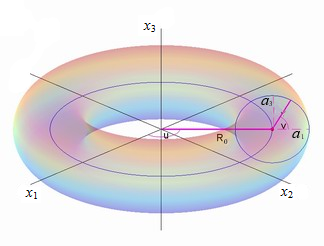 x₃
a₃
v
a₁
u
R₀
x₁
x₂